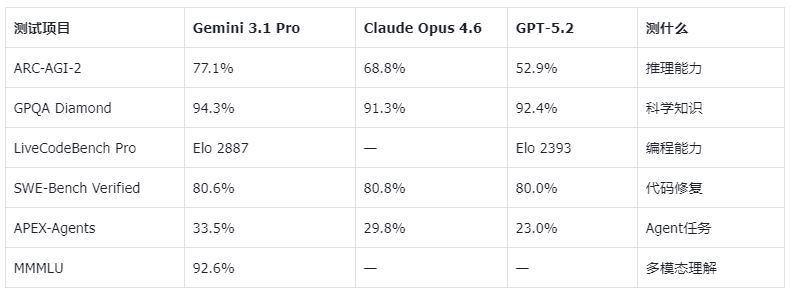 测试项目 Gemini 3.1 Pro Claude Opus 4.6 GPT-5.2 测什么
ARC-AGI-2 77.1% 68.8% 52.9% 推理能力
GPQA Diamond 94.3% 91.3% 92.4% 科学知识
LiveCodeBench Pro Elo 2887 — Elo 2393 编程能力
SWE-Bench Verified 80.6% 80.8% 80.0% 代码修复
APEX-Agents 33.5% 29.8% 23.0% Agent任务
MMMLU 92.6% — — 多模态理解